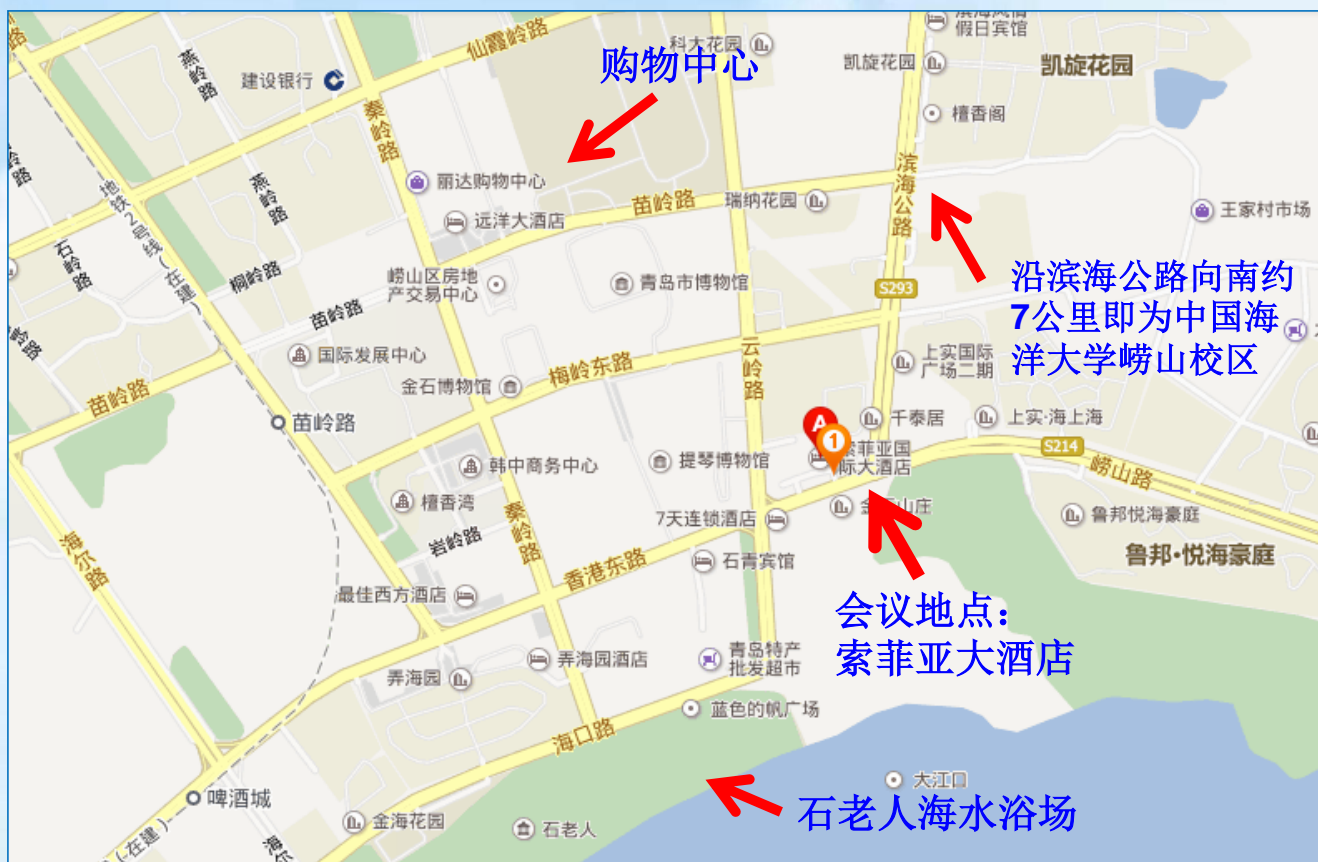 仙霞岭路
科大花园
假日宾馆
凯旋花园
凯旋花园
燕岭路
建设银行
购物中心
秦岭路
檀香阁
丽达购物中心
滨海公路
燕岭路
地铁2号线(在建)
苗岭路
瑞纳花园
王家村市场
远洋大酒店
石岭路
桐岭路
崂山区房地
产交易中心
青岛市博物馆
S293
沿滨海公路向南约
7公里即为中国海
洋大学崂山校区
苗岭路
国际发展中心
云岭路
上实国际
广场二期
梅岭东路
金石博物馆
苗岭路
苗岭路
A
1
千泰居
上实·海上海
S214
崂山路
韩中商务中心
提琴博物馆
索菲亚国
际大酒店
檀香湾
秦岭路
7天连锁酒店
鲁邦悦海豪庭
岩岭路
海尔路
香港东路
石青宾馆
鲁邦·悦海豪庭
最佳西方酒店
会议地点:
索菲亚大酒店
弄海园酒店
青岛特产
批发超市
弄海园
蓝色的帆广场
海口路
啤酒城
大江口
石老人海水浴场
金海花园
石老人
(在建)